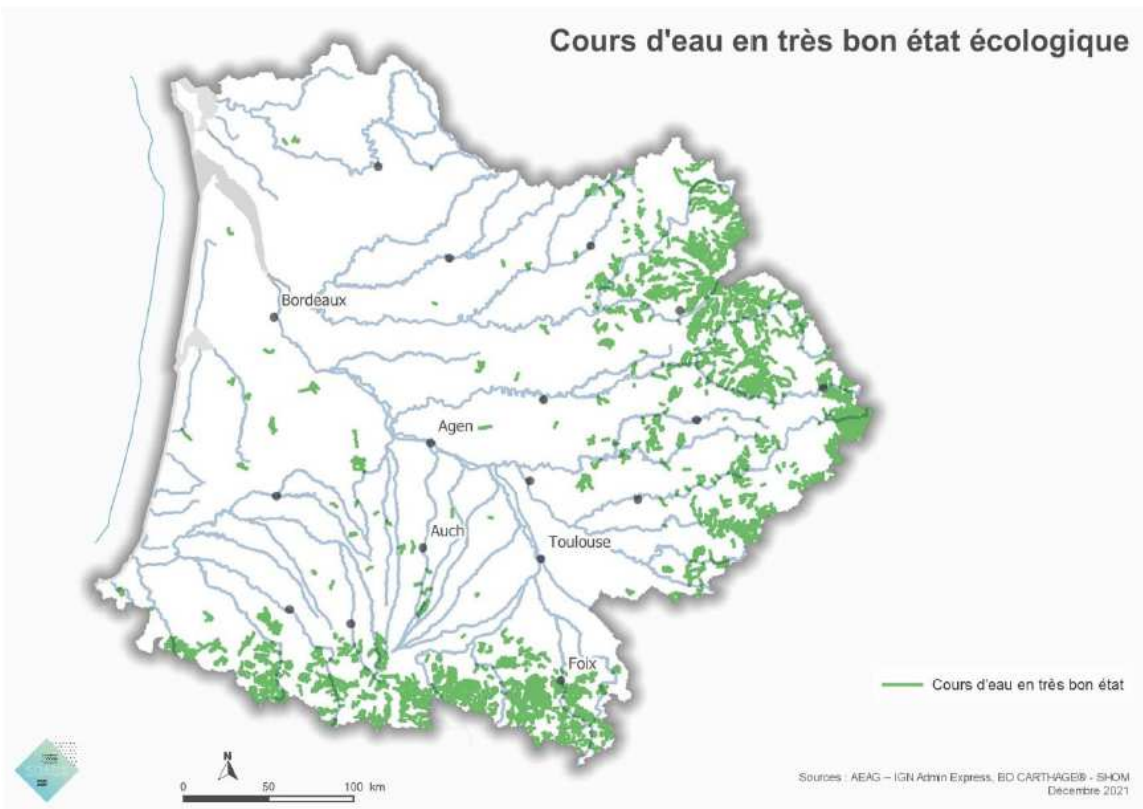 Cours d'eau en très bon état écologique
Bordeaux
Agen
Auch
Toulouse
Foix
Cours d'eau en très bon état
N
0 50 100 km
Sources : AEAG – IGN Admin Express, BD CARTHAGE® - SHOM
Décembre 2021